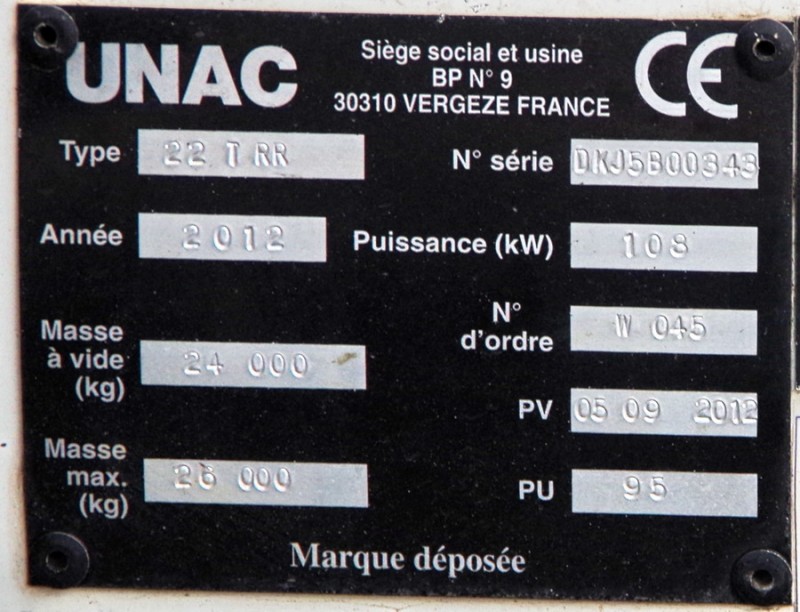 UNAC
Siège social et usine
BP N° 9
30310 VERGEZE FRANCE
CE
Type 22 T RR
N° série DKJ5B00343
Année 2012
Puissance (kW) 108
Masse
à vide
(kg) 24 000
N°
d'ordre W 045
PV 05 09 2012
Masse
max.
(kg) 26 000
PU 95
Marque déposée